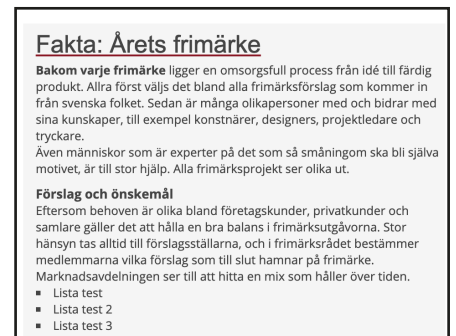 Fakta: Årets frimärke
Bakom varje frimärke ligger en omsorgsfull process från idé till färdig
produkt. Allra först väljs det bland alla frimärksförslag som kommer in
från svenska folket. Sedan är många olikapersoner med och bidrar med
sina kunskaper, till exempel konstnärer, designers, projektledare och
tryckare.
Även människor som är experter på det som så småningom ska bli själva
motivet, är till stor hjälp. Alla frimärksprojekt ser olika ut.
Förslag och önskemål
Eftersom behoven är olika bland företagskunder, privatkunder och
samlare gäller det att hålla en bra balans i frimärksutgåvorna. Stor
hänsyn tas alltid till förslagsställarna, och i frimärksrådet bestämmer
medlemmarna vilka förslag som till slut hamnar på frimärke.
Marknadsavdelningen ser till att hitta en mix som håller över tiden.
▪ Lista test
▪ Lista test 2
▪ Lista test 3